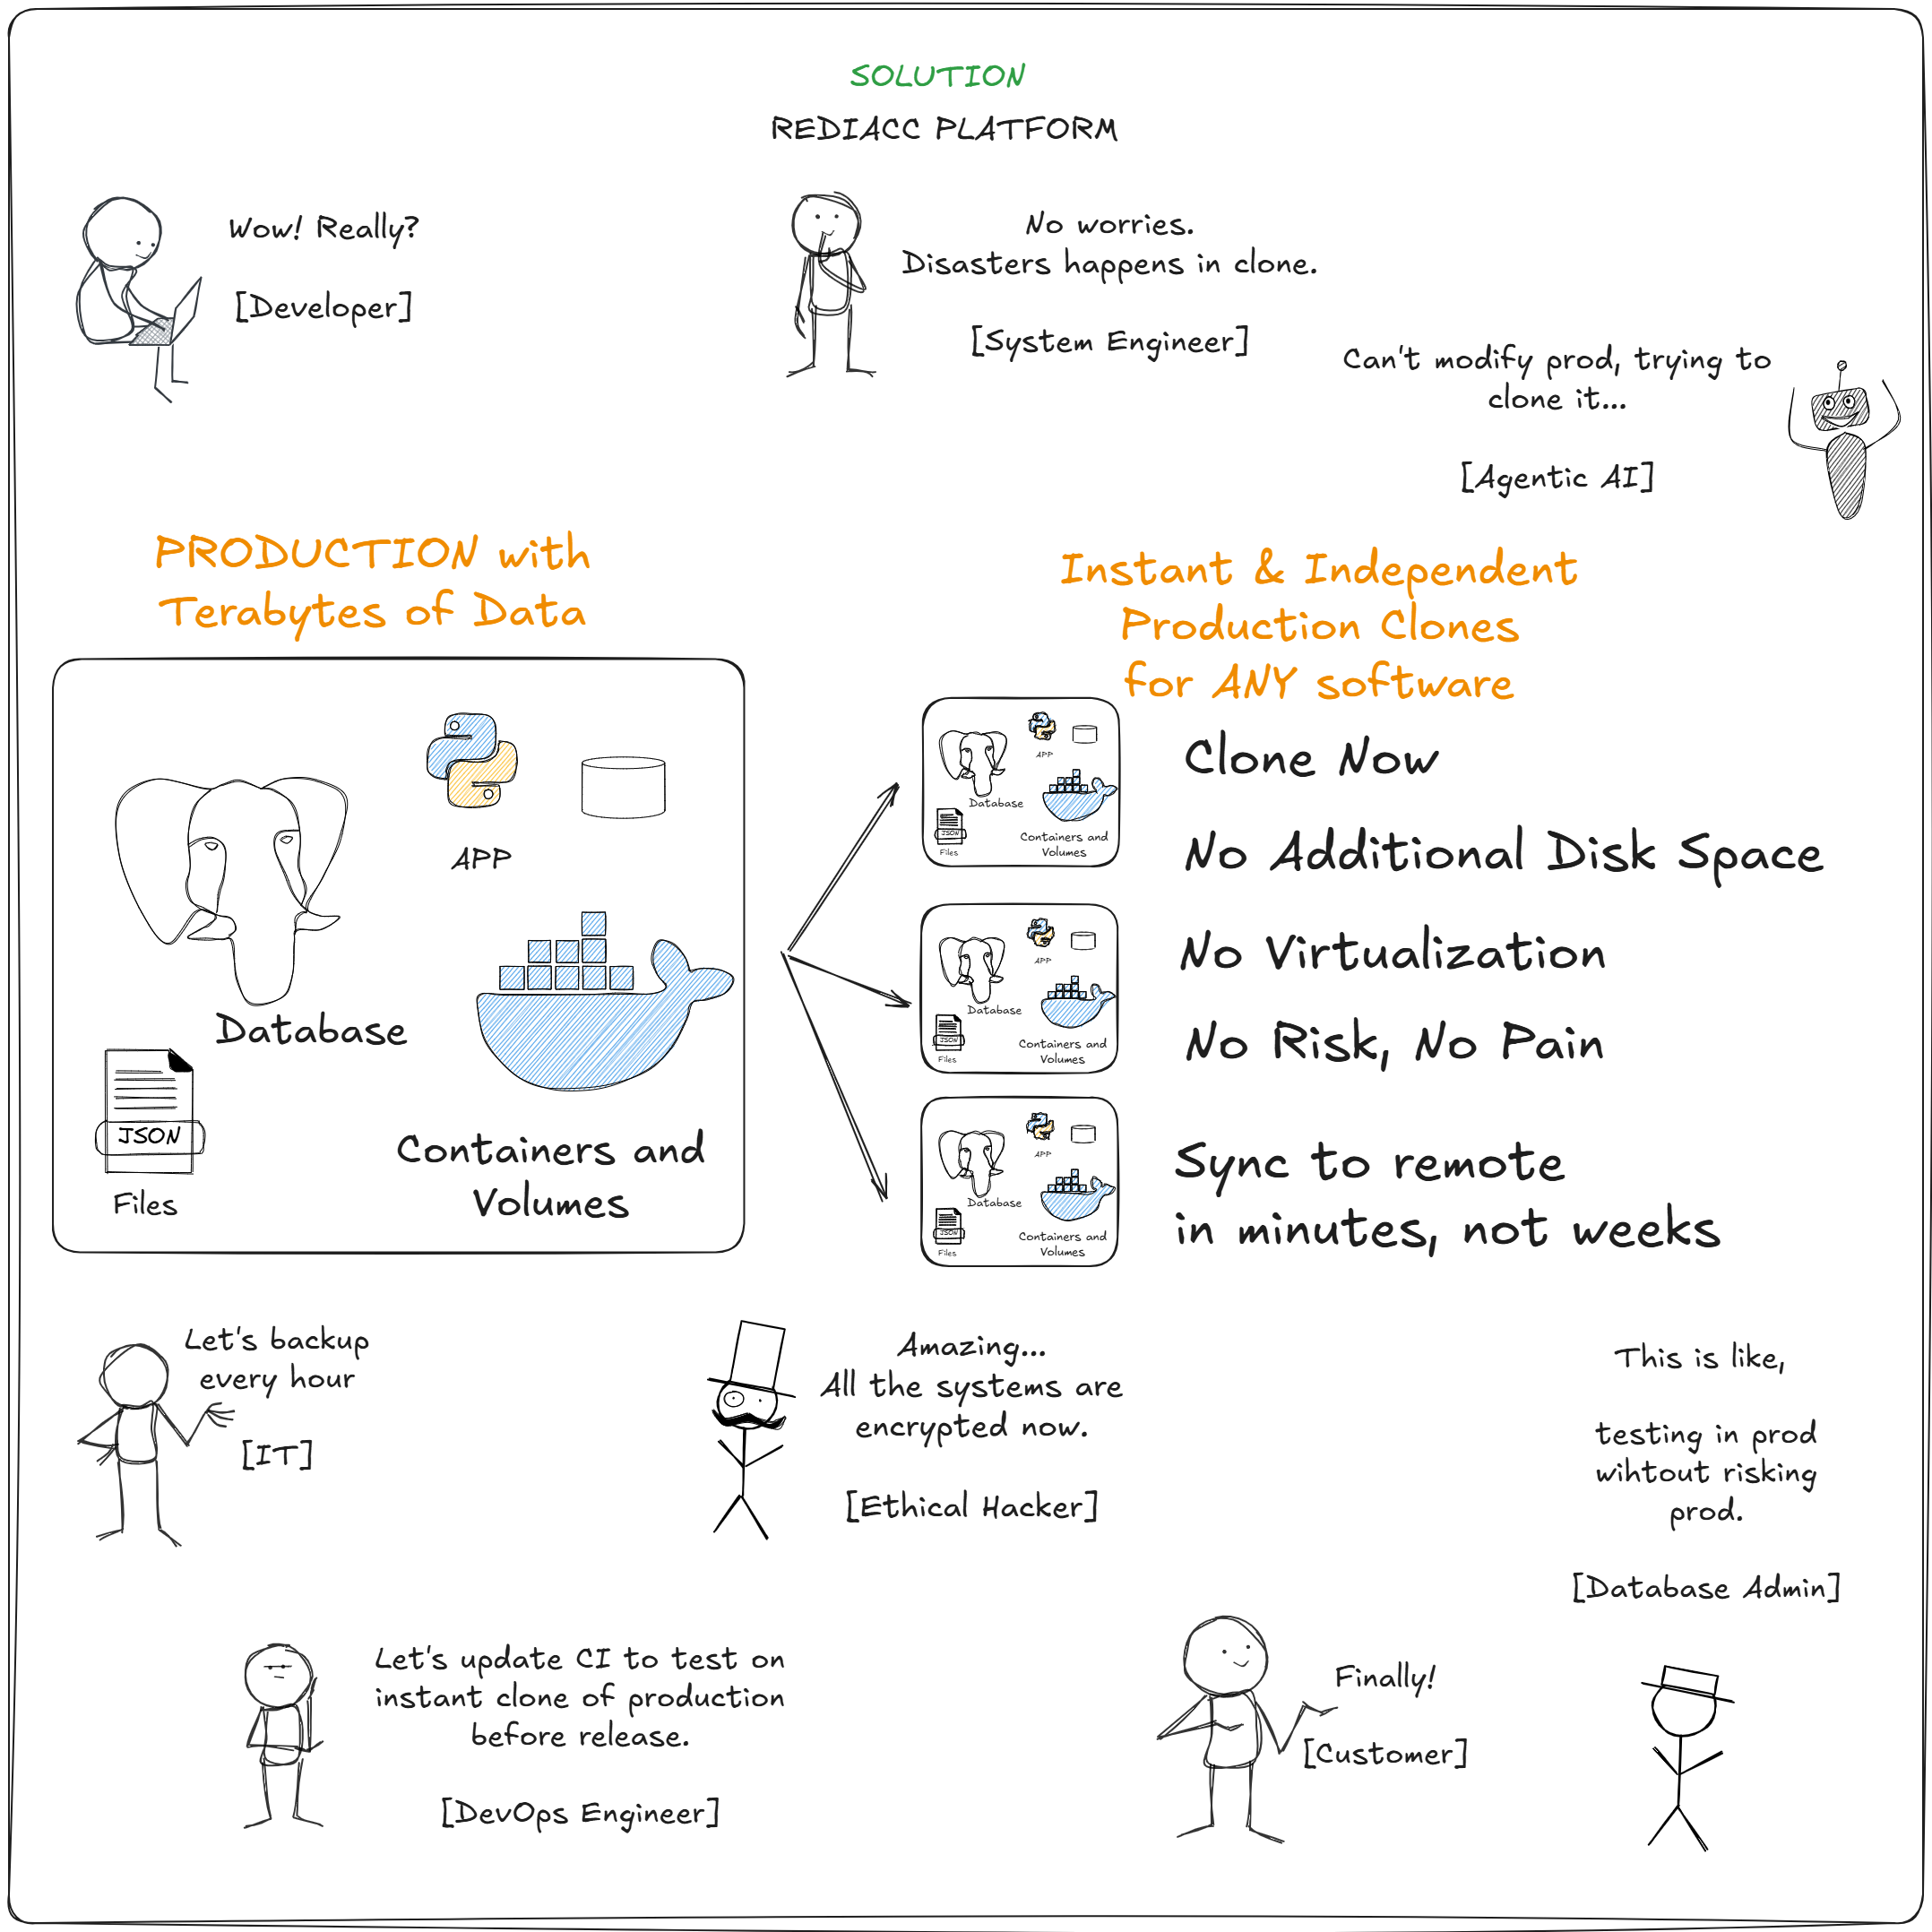 SOLUTION
REDIACC PLATFORM
Wow! Really?
[Developer]
No worries.
Disasters happens in clone.
[System Engineer]
Can't modify prod, trying to
clone it...
[Agentic AI]
PRODUCTION with
Terabytes of Data
Instant & Independent
Production Clones
for ANY software
APP
Database
JSON
Files
Containers and
Volumes
APP
Database
JSON
Files
Containers and
Volumes
APP
Database
JSON
Files
Containers and
Volumes
APP
Database
JSON
Files
Containers and
Volumes
Clone Now
No Additional Disk Space
No Virtualization
No Risk, No Pain
Sync to remote
in minutes, not weeks
Let's backup
every hour
[IT]
Amazing...
All the systems are
encrypted now.
[Ethical Hacker]
This is like,
testing in prod
wihtout risking
prod.
[Database Admin]
Let's update CI to test on
instant clone of production
before release.
[DevOps Engineer]
Finally!
[Customer]